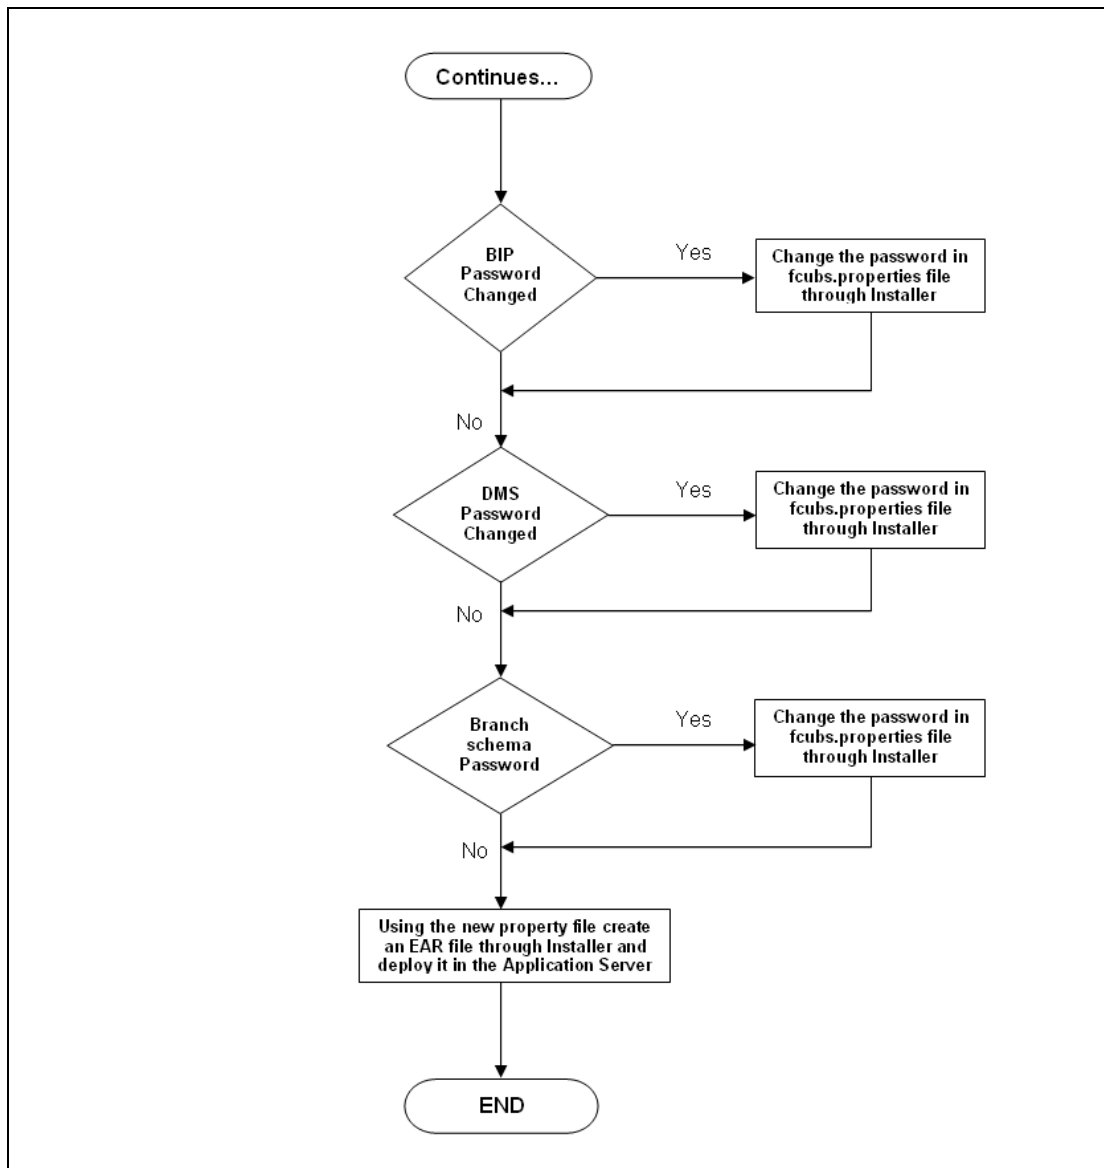 Continues...
BIP
Password
Changed
Yes
Change the password in
fcubs.properties file
through Installer
No
DMS
Password
Changed
Yes
Change the password in
fcubs.properties file
through Installer
No
Branch
schema
Password
Yes
Change the password in
fcubs.properties file
through Installer
No
Using the new property file create
an EAR file through Installer and
deploy it in the Application Server
END